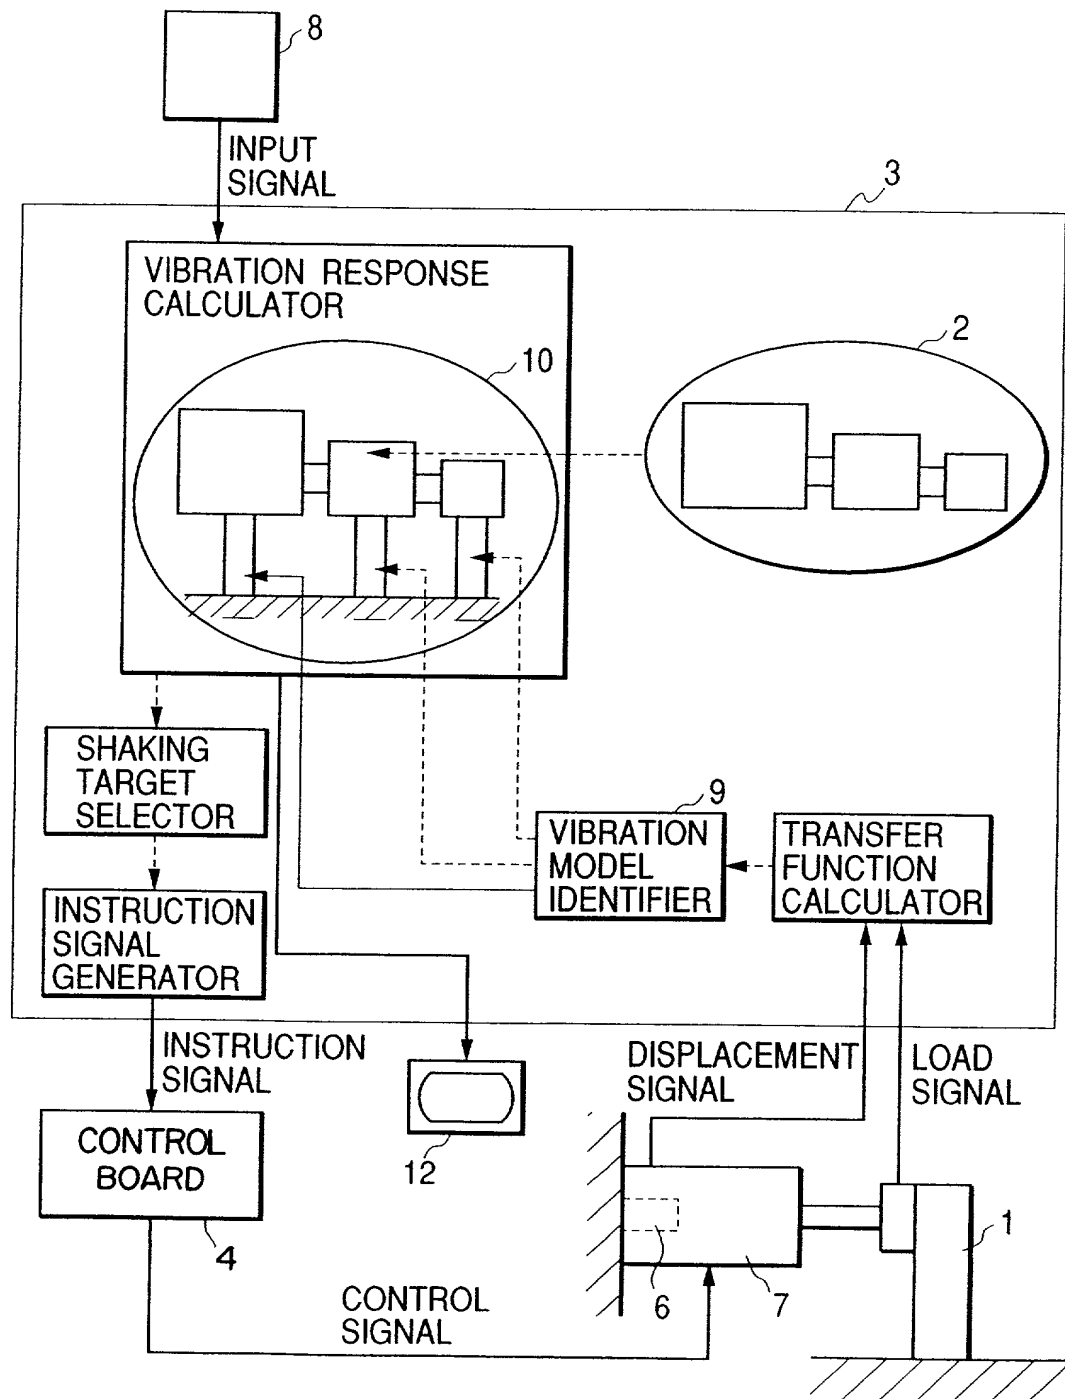 8
INPUT
SIGNAL
3
VIBRATION RESPONSE
CALCULATOR
10
2
SHAKING
TARGET
SELECTOR
9
VIBRATION
MODEL
IDENTIFIER
TRANSFER
FUNCTION
CALCULATOR
INSTRUCTION
SIGNAL
GENERATOR
INSTRUCTION
SIGNAL
DISPLACEMENT
SIGNAL
LOAD
SIGNAL
12
CONTROL
BOARD
4
6
7
1
CONTROL
SIGNAL